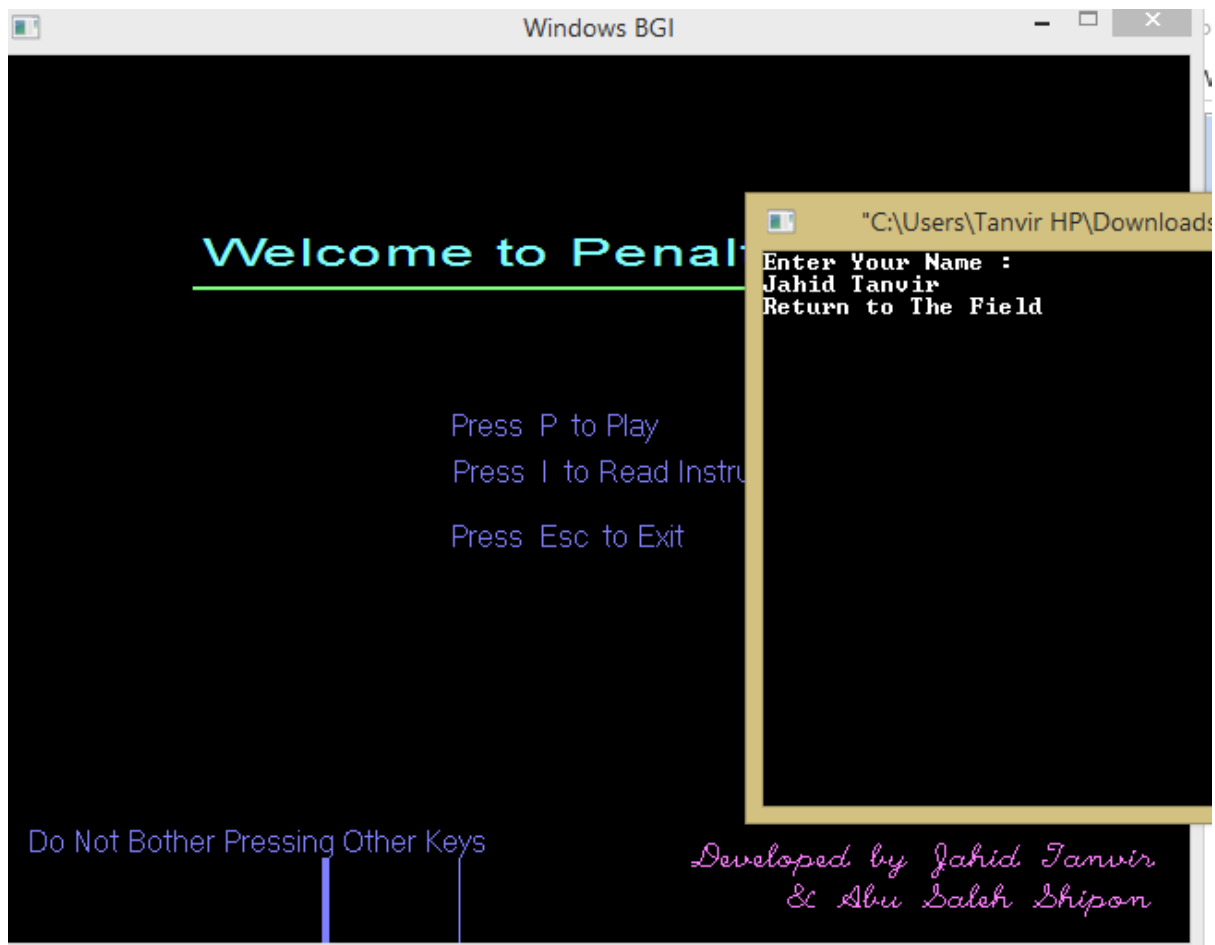 Windows BGI
Welcome to Penal
"C:\Users\Tanvir HP\Downloads
Enter Your Name :
Jahid Tanvir
Return to The Field
Press P to Play
Press I to Read Instru
Press Esc to Exit
Do Not Bother Pressing Other Keys
Developed by Jahid Tanvir
& Abu Saleh Shipon